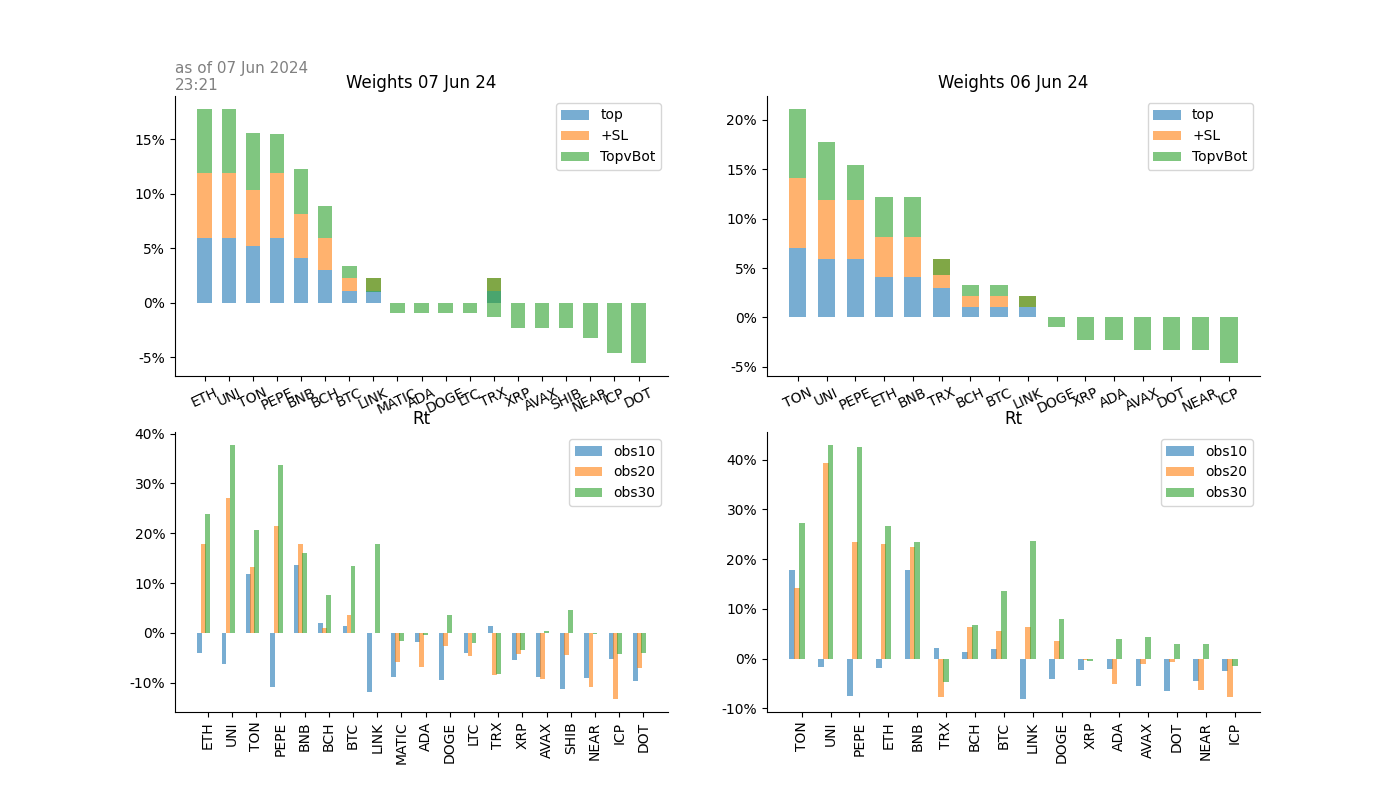 as of 07 Jun 2024
23:21
Weights 07 Jun 24
top
+SL
TopvBot
15%
10%
5%
0%
-5%
ETH UNI TON PEPE BNB BCH BTC LINK MATIC ADA DOGE LTC TRX XRP AVAX SHIB NEAR ICP DOT
Weights 06 Jun 24
top
+SL
TopvBot
20%
15%
10%
5%
0%
-5%
TON UNI PEPE ETH BNB TRX BCH BTC LINK DOGE XRP ADA AVAX DOT NEAR ICP
Rt
obs10
obs20
obs30
40%
30%
20%
10%
0%
-10%
ETH UNI TON PEPE BNB BCH BTC LINK MATIC ADA DOGE LTC TRX XRP AVAX SHIB NEAR ICP DOT
Rt
obs10
obs20
obs30
40%
30%
20%
10%
0%
-10%
TON UNI PEPE ETH BNB TRX BCH BTC LINK DOGE XRP ADA AVAX DOT NEAR ICP